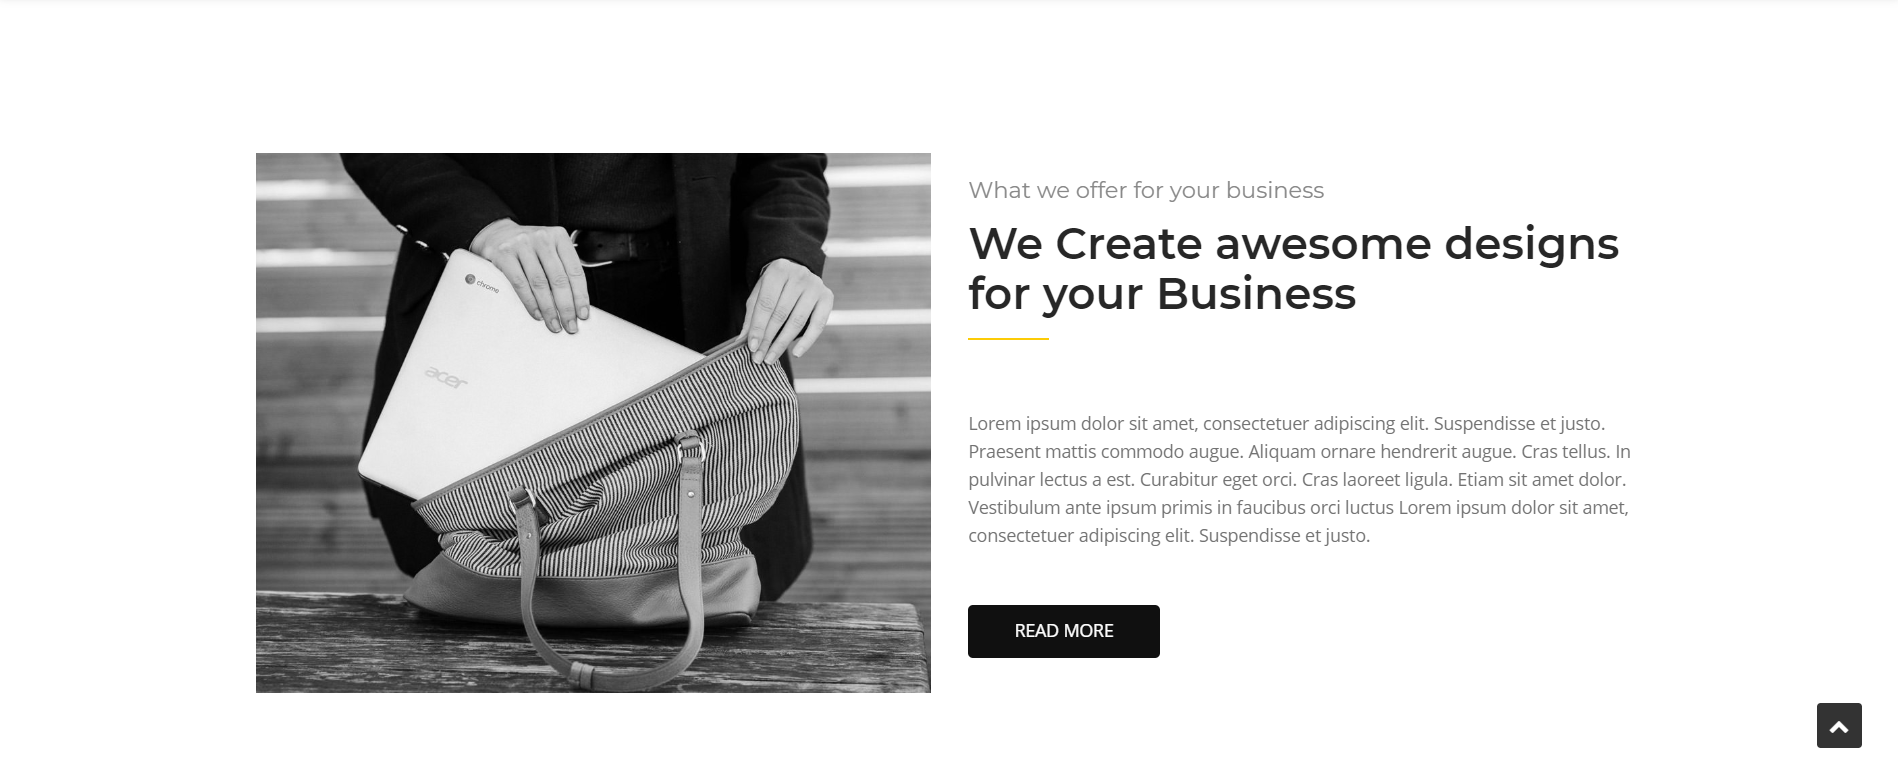 chrome
acer
What we offer for your business
We Create awesome designs
for your Business
Lorem ipsum dolor sit amet, consectetuer adipiscing elit. Suspendisse et justo.
Praesent mattis commodo augue. Aliquam ornare hendrerit augue. Cras tellus. In
pulvinar lectus a est. Curabitur eget orci. Cras laoreet ligula. Etiam sit amet dolor.
Vestibulum ante ipsum primis in faucibus orci luctus Lorem ipsum dolor sit amet,
consectetuer adipiscing elit. Suspendisse et justo.
READ MORE